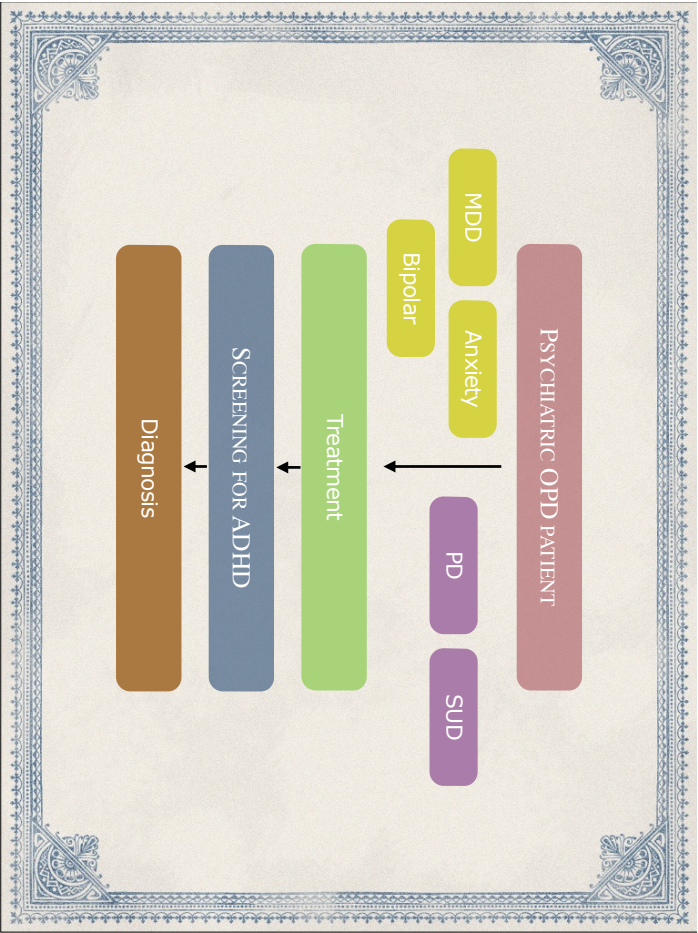 PSYCHIATRIC OPD PATIENT
MDD
Anxiety
PD
SUD
Bipolar
Treatment
SCREENING FOR ADHD
Diagnosis